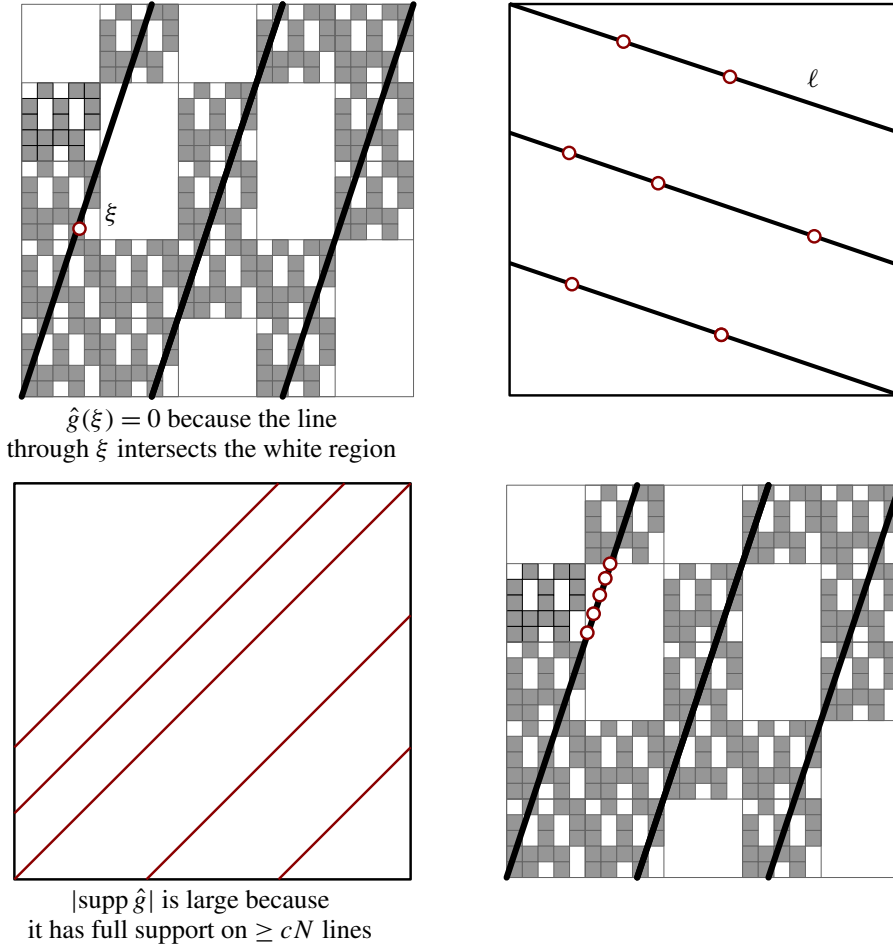 ξ
ℓ
ĝ(ξ) = 0 because the line
through ξ intersects the white region
|supp ĝ| is large because
it has full support on ≥ cN lines